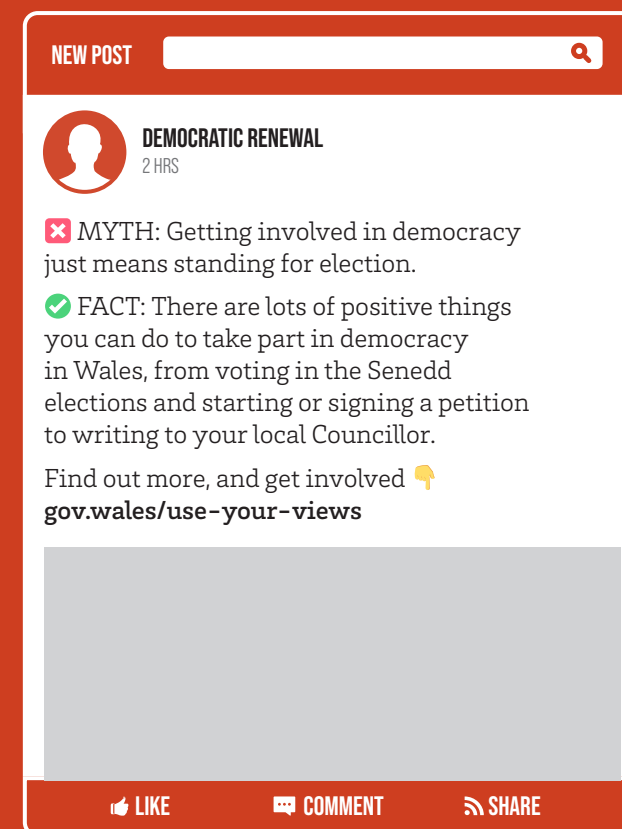 NEW POST
DEMOCRATIC RENEWAL
2 HRS
❎ MYTH: Getting involved in democracy
just means standing for election.
✅ FACT: There are lots of positive things
you can do to take part in democracy
in Wales, from voting in the Senedd
elections and starting or signing a petition
to writing to your local Councillor.
Find out more, and get involved 👇
gov.wales/use-your-views
LIKE
COMMENT
SHARE